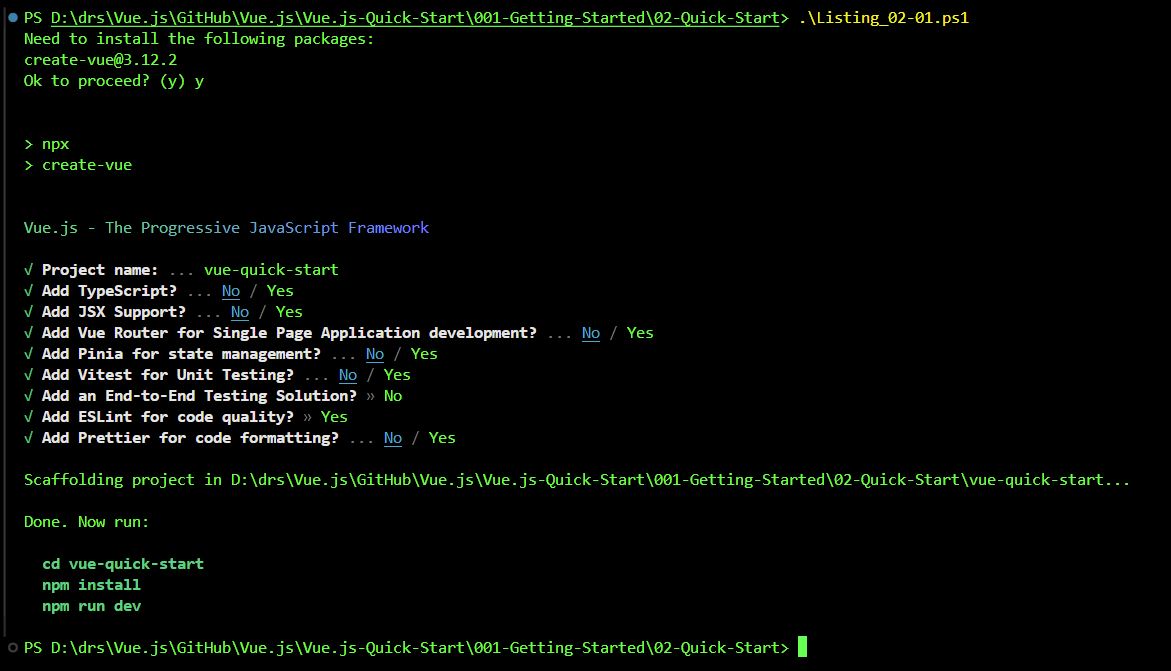 PS D:\drs\Vue.js\GitHub\Vue.js\Vue.js-Quick-Start\001-Getting-Started\02-Quick-Start> .\Listing_02-01.ps1
Need to install the following packages:
create-vue@3.12.2
Ok to proceed? (y) y
> npx
> create-vue
Vue.js - The Progressive JavaScript Framework
√ Project name: ... vue-quick-start
√ Add TypeScript? ... No / Yes
√ Add JSX Support? ... No / Yes
√ Add Vue Router for Single Page Application development? ... No / Yes
√ Add Pinia for state management? ... No / Yes
√ Add Vitest for Unit Testing? ... No / Yes
√ Add an End-to-End Testing Solution? » No
√ Add ESLint for code quality? » Yes
√ Add Prettier for code formatting? ... No / Yes
Scaffolding project in D:\drs\Vue.js\GitHub\Vue.js\Vue.js-Quick-Start\001-Getting-Started\02-Quick-Start\vue-quick-start...
Done. Now run:
cd vue-quick-start
npm install
npm run dev
PS D:\drs\Vue.js\GitHub\Vue.js\Vue.js-Quick-Start\001-Getting-Started\02-Quick-Start>